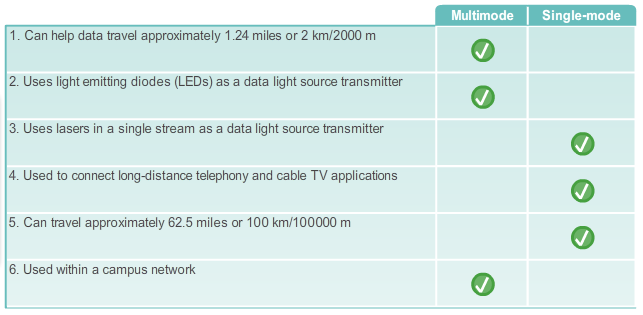 Multimode Single-mode
1. Can help data travel approximately 1.24 miles or 2 km/2000 m
2. Uses light emitting diodes (LEDs) as a data light source transmitter
3. Uses lasers in a single stream as a data light source transmitter
4. Used to connect long-distance telephony and cable TV applications
5. Can travel approximately 62.5 miles or 100 km/100000 m
6. Used within a campus network